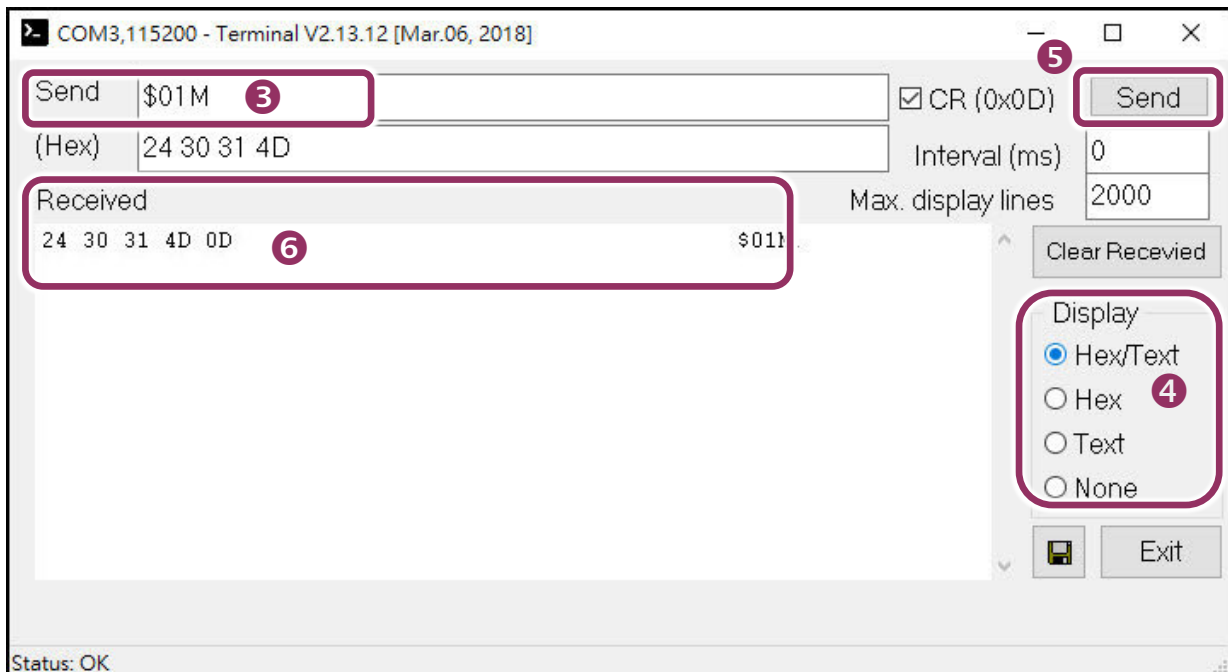 COM3,115200 - Terminal V2.13.12 [Mar.06, 2018]
5
Send $01M 3 CR (0x0D) Send
(Hex) 24 30 31 4D Interval (ms) 0
Received Max. display lines 2000
24 30 31 4D 0D 6 $01M. Clear Recevied
Display
Hex/Text
Hex 4
Text
None
Exit
Status: OK